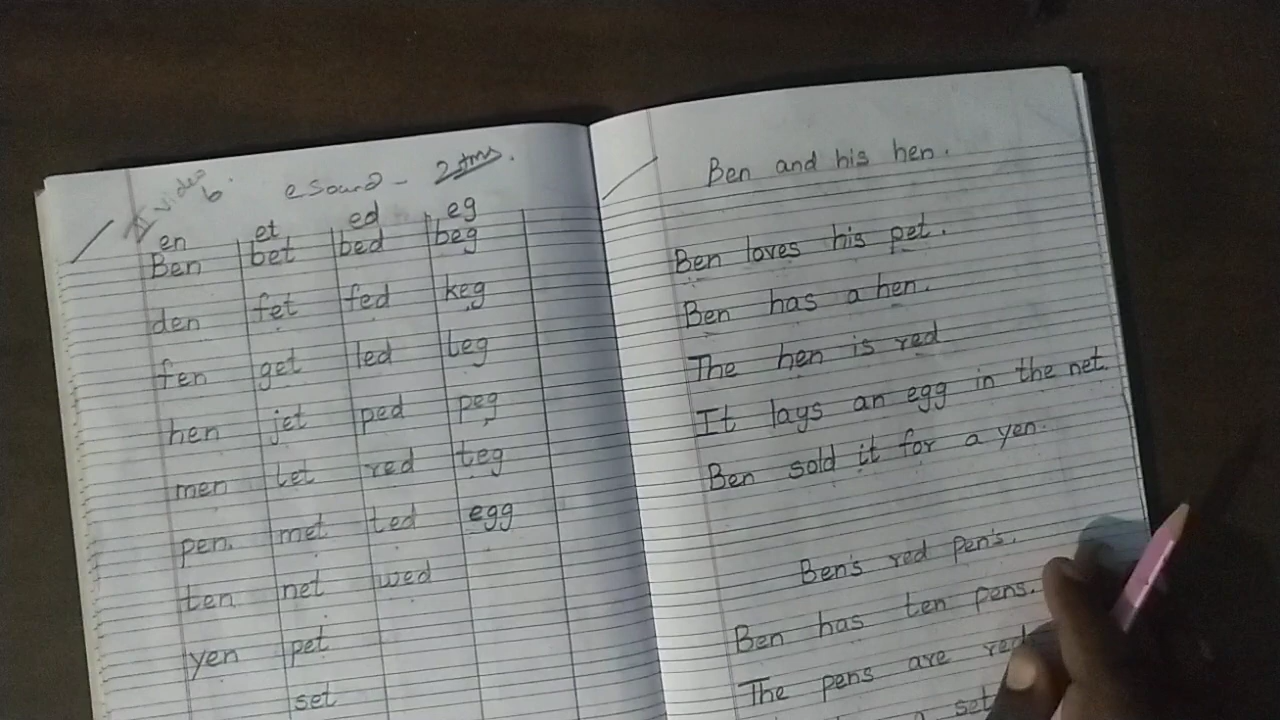 Video 6.
e Sound - 2 tms.
en et ed eg
Ben bet bed beg
den fet fed keg
fen get led leg
hen jet ped peg
men let red teg
pen. met ted egg
ten net wed
yen pet
set
Ben and his hen.
Ben loves his pet.
Ben has a hen.
The hen is red
It lays an egg in the net.
Ben sold it for a yen.
Ben's red Pen's.
Ben has ten pens.
The pens are red.
set